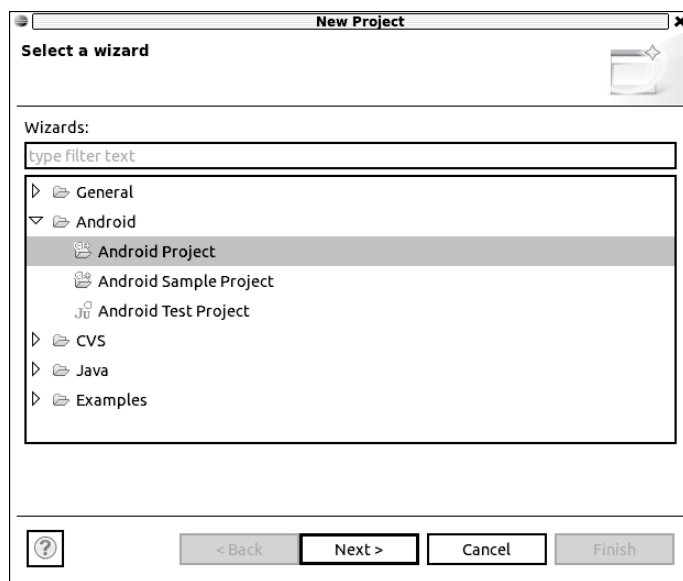 New Project
Select a wizard
Wizards:
type filter text
General
Android
Android Project
Android Sample Project
Android Test Project
CVS
Java
Examples
< Back Next > Cancel Finish